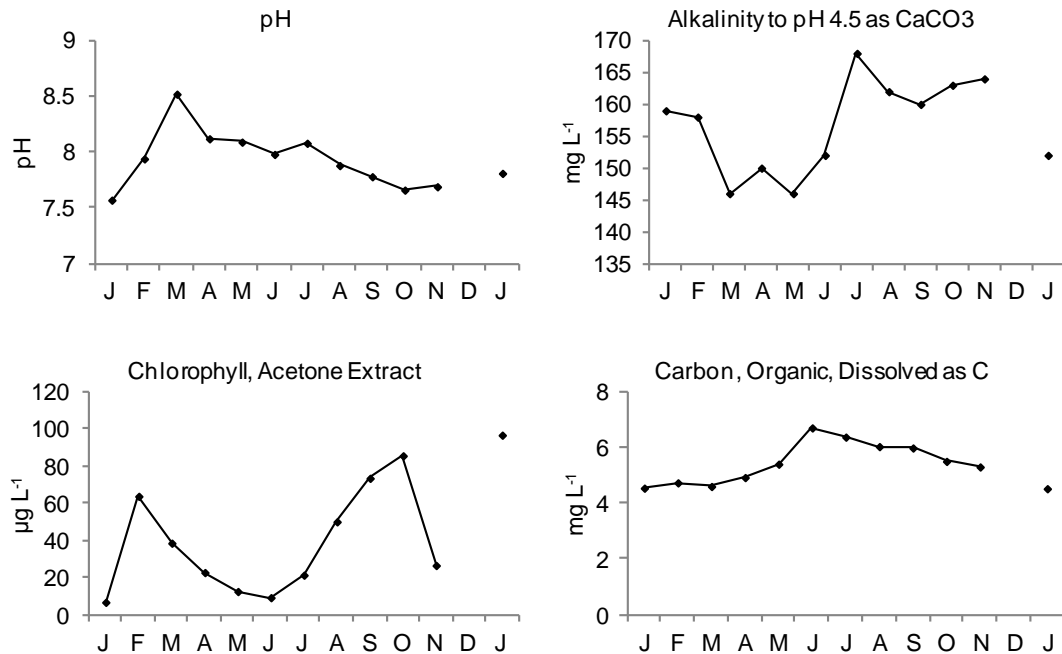 pH
9
8.5
8
7.5
7
pH
J F M A M J J A S O N D J
Alkalinity to pH 4.5 as CaCO3
170
165
160
155
150
145
140
135
mg L-1
J F M A M J J A S O N D J
Chlorophyll, Acetone Extract
120
100
80
60
40
20
0
µg L-1
J F M A M J J A S O N D J
Carbon, Organic, Dissolved as C
8
6
4
2
0
mg L-1
J F M A M J J A S O N D J